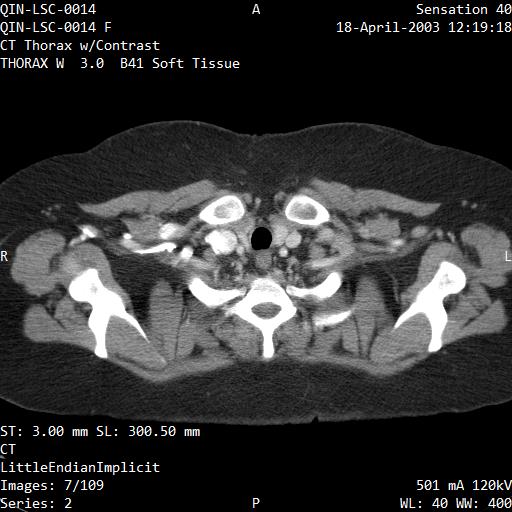 QIN-LSC-0014 A Sensation 40
QIN-LSC-0014 F 18-April-2003 12:19:18
CT Thorax w/Contrast
THORAX W 3.0 B41 Soft Tissue
R L
ST: 3.00 mm SL: 300.50 mm
CT
LittleEndianImplicit
Images: 7/109 501 mA 120kV
Series: 2 P WL: 40 WW: 400